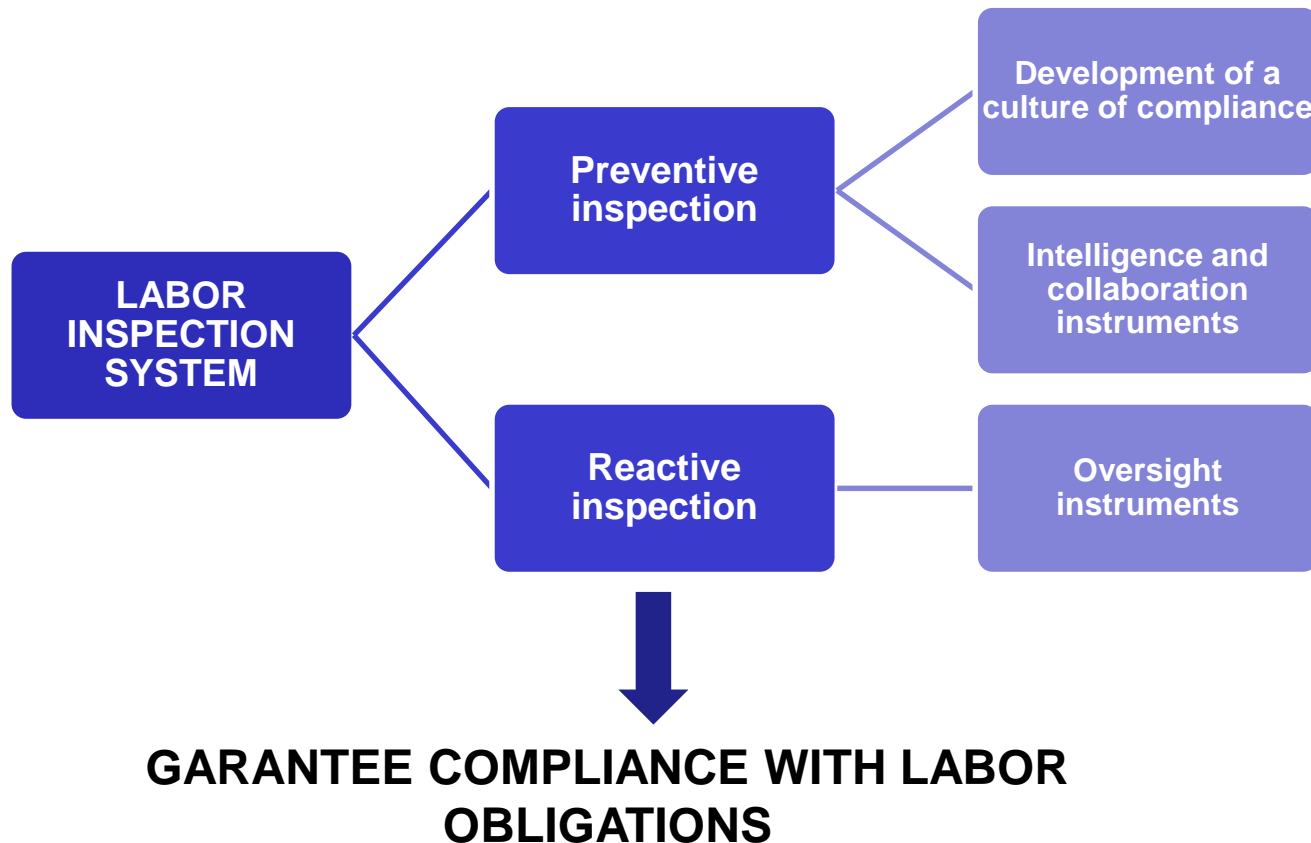 LABOR
INSPECTION
SYSTEM
Preventive
inspection
Development of a
culture of compliance
Intelligence and
collaboration
instruments
Reactive
inspection
Oversight
instruments
GARANTEE COMPLIANCE WITH LABOR
OBLIGATIONS